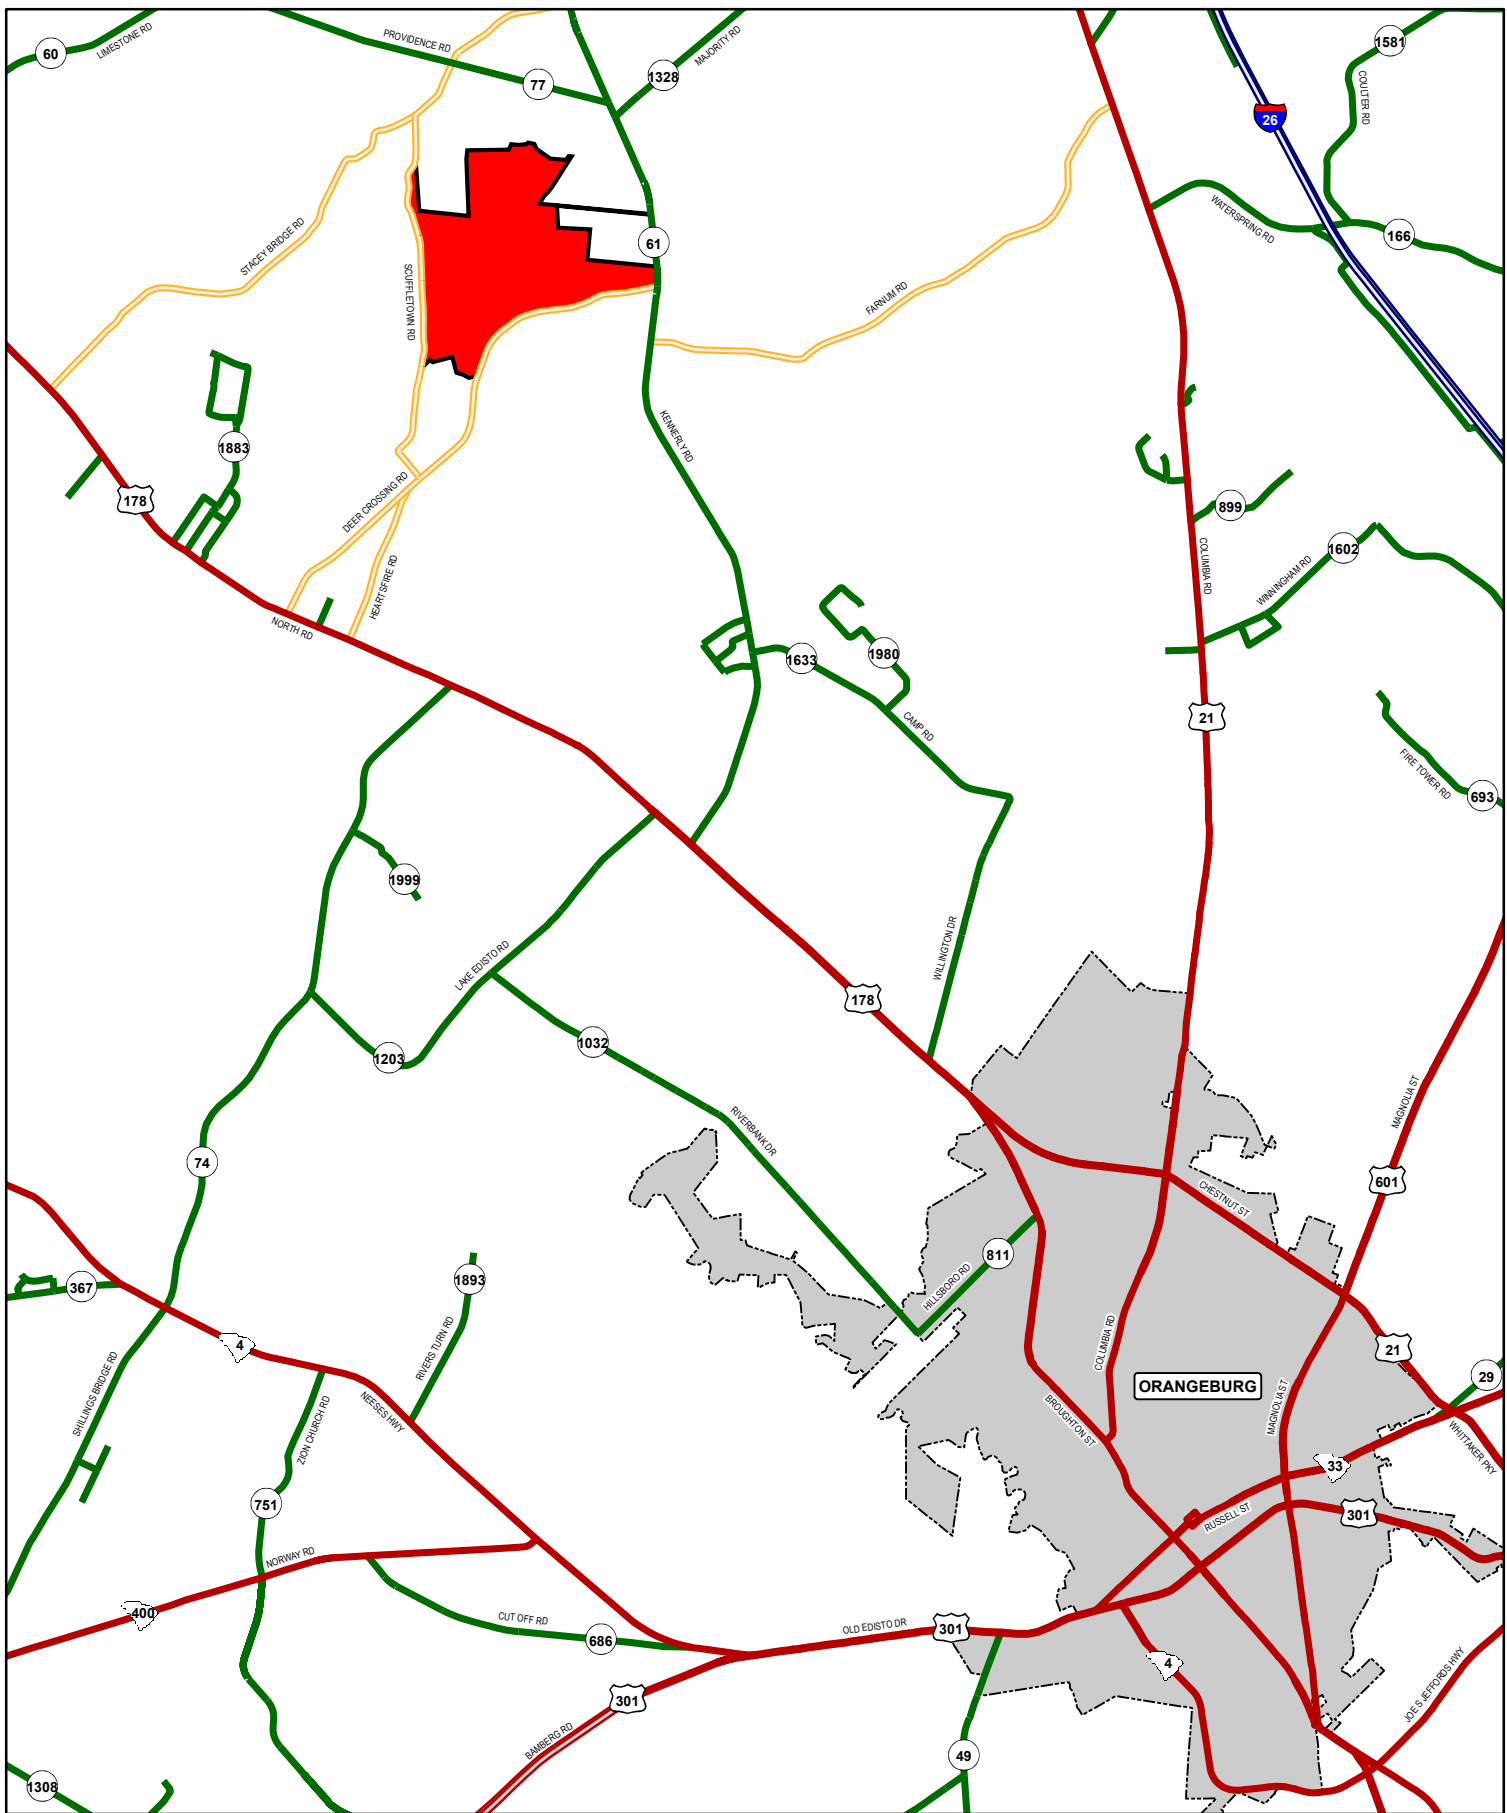 60
LIMESTONE RD
PROVIDENCE RD
77
1328
MAJORITY RD
1581
COULTER RD
26
WATERSPRING RD
166
STACEY BRIDGE RD
SCUFFLETOWN RD
61
FARNUM RD
1883
178
KENNERLY RD
DEER CROSSING RD
HEARTSFIRE RD
NORTH RD
899
COLUMBIA RD
1602
WINNINGHAM RD
1633
1980
CAMP RD
21
FIRE TOWER RD
693
1999
LAKE EDISTO RD
WILLINGTON DR
178
1203
1032
RIVERBANK DR
MAGNOLIA ST
74
601
CHESTNUT ST
811
HILLSBORO RD
367
1893
4
RIVERS TURN RD
COLUMBIA RD
21
SHILLINGS BRIDGE RD
NEESES HWY
ZION CHURCH RD
ORANGEBURG
29
BROUGHTON ST
MAGNOLIA ST
WHITTAKER PKY
33
751
RUSSELL ST
301
NORWAY RD
400
CUT OFF RD
686
OLD EDISTO DR
301
4
JOE S JEFFORDS HWY
301
BAMBERG RD
49
1308